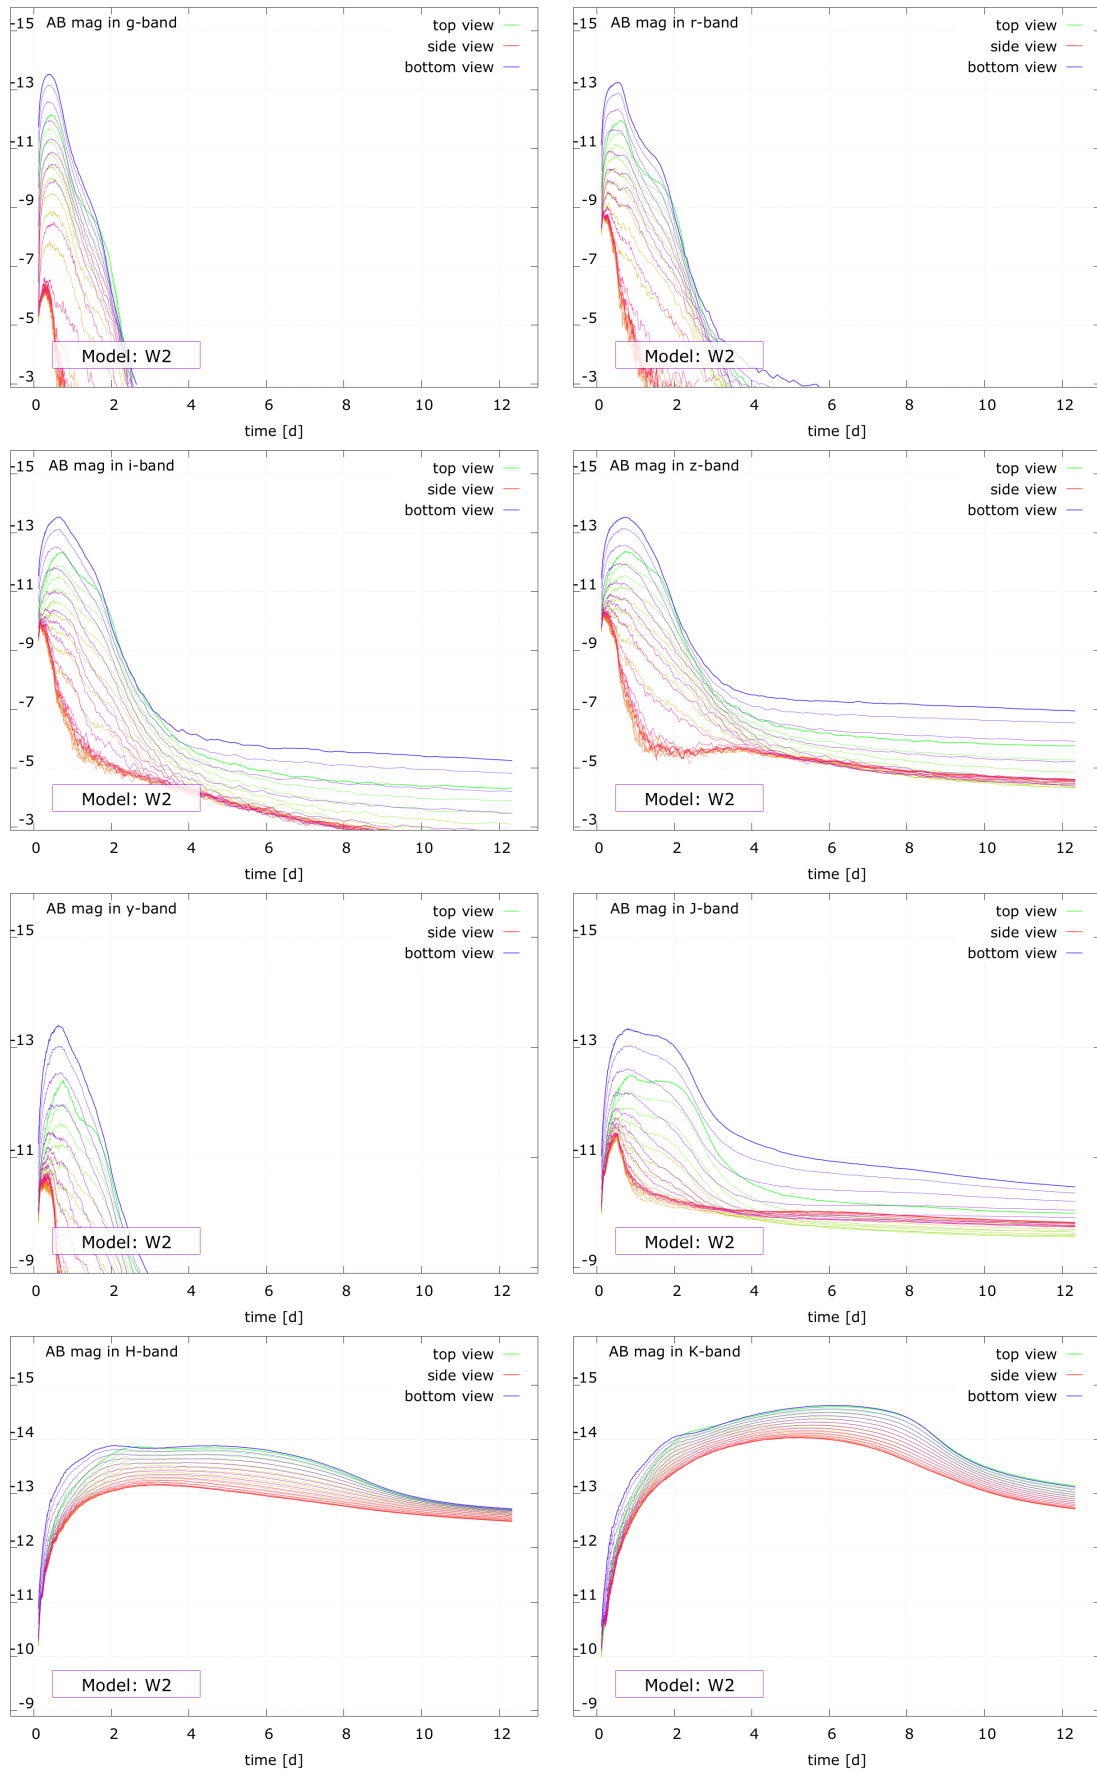 AB mag in g-band
top view
side view
bottom view
-15
-13
-11
-9
-7
-5
-3
Model: W2
0 2 4 6 8 10 12
time [d]
AB mag in r-band
top view
side view
bottom view
-15
-13
-11
-9
-7
-5
-3
Model: W2
0 2 4 6 8 10 12
time [d]
AB mag in i-band
top view
side view
bottom view
-15
-13
-11
-9
-7
-5
-3
Model: W2
0 2 4 6 8 10 12
time [d]
AB mag in z-band
top view
side view
bottom view
-15
-13
-11
-9
-7
-5
-3
Model: W2
0 2 4 6 8 10 12
time [d]
AB mag in y-band
top view
side view
bottom view
-15
-13
-11
-9
Model: W2
0 2 4 6 8 10 12
time [d]
AB mag in J-band
top view
side view
bottom view
-15
-13
-11
-9
Model: W2
0 2 4 6 8 10 12
time [d]
AB mag in H-band
top view
side view
bottom view
-15
-14
-13
-12
-11
-10
-9
Model: W2
0 2 4 6 8 10 12
time [d]
AB mag in K-band
top view
side view
bottom view
-15
-14
-13
-12
-11
-10
-9
Model: W2
0 2 4 6 8 10 12
time [d]